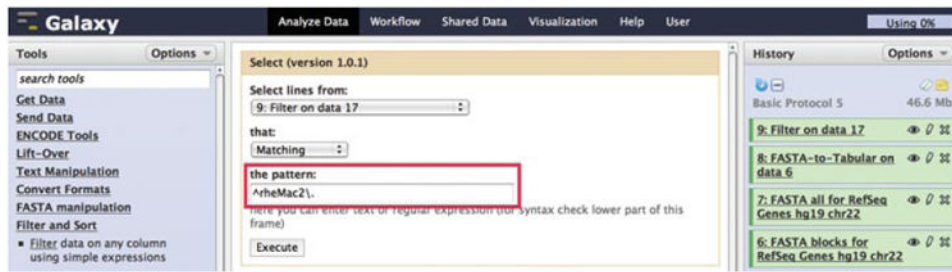 Galaxy
Analyze Data Workflow Shared Data Visualization Help User
Using 0%
Tools
Options
search tools
Get Data
Send Data
ENCODE Tools
Lift-Over
Text Manipulation
Convert Formats
FASTA manipulation
Filter and Sort
Filter data on any column
using simple expressions
Select (version 1.0.1)
Select lines from:
9: Filter on data 17
that:
Matching
the pattern:
^rheMac2\.
here you can enter text or regular expression (for syntax check lower part of this
frame)
Execute
History
Options
Basic Protocol 5
46.6 Mb
9: Filter on data 17
8: FASTA-to-Tabular on
data 6
7: FASTA all for RefSeq
Genes hg19 chr22
6: FASTA blocks for
RefSeq Genes hg19 chr22